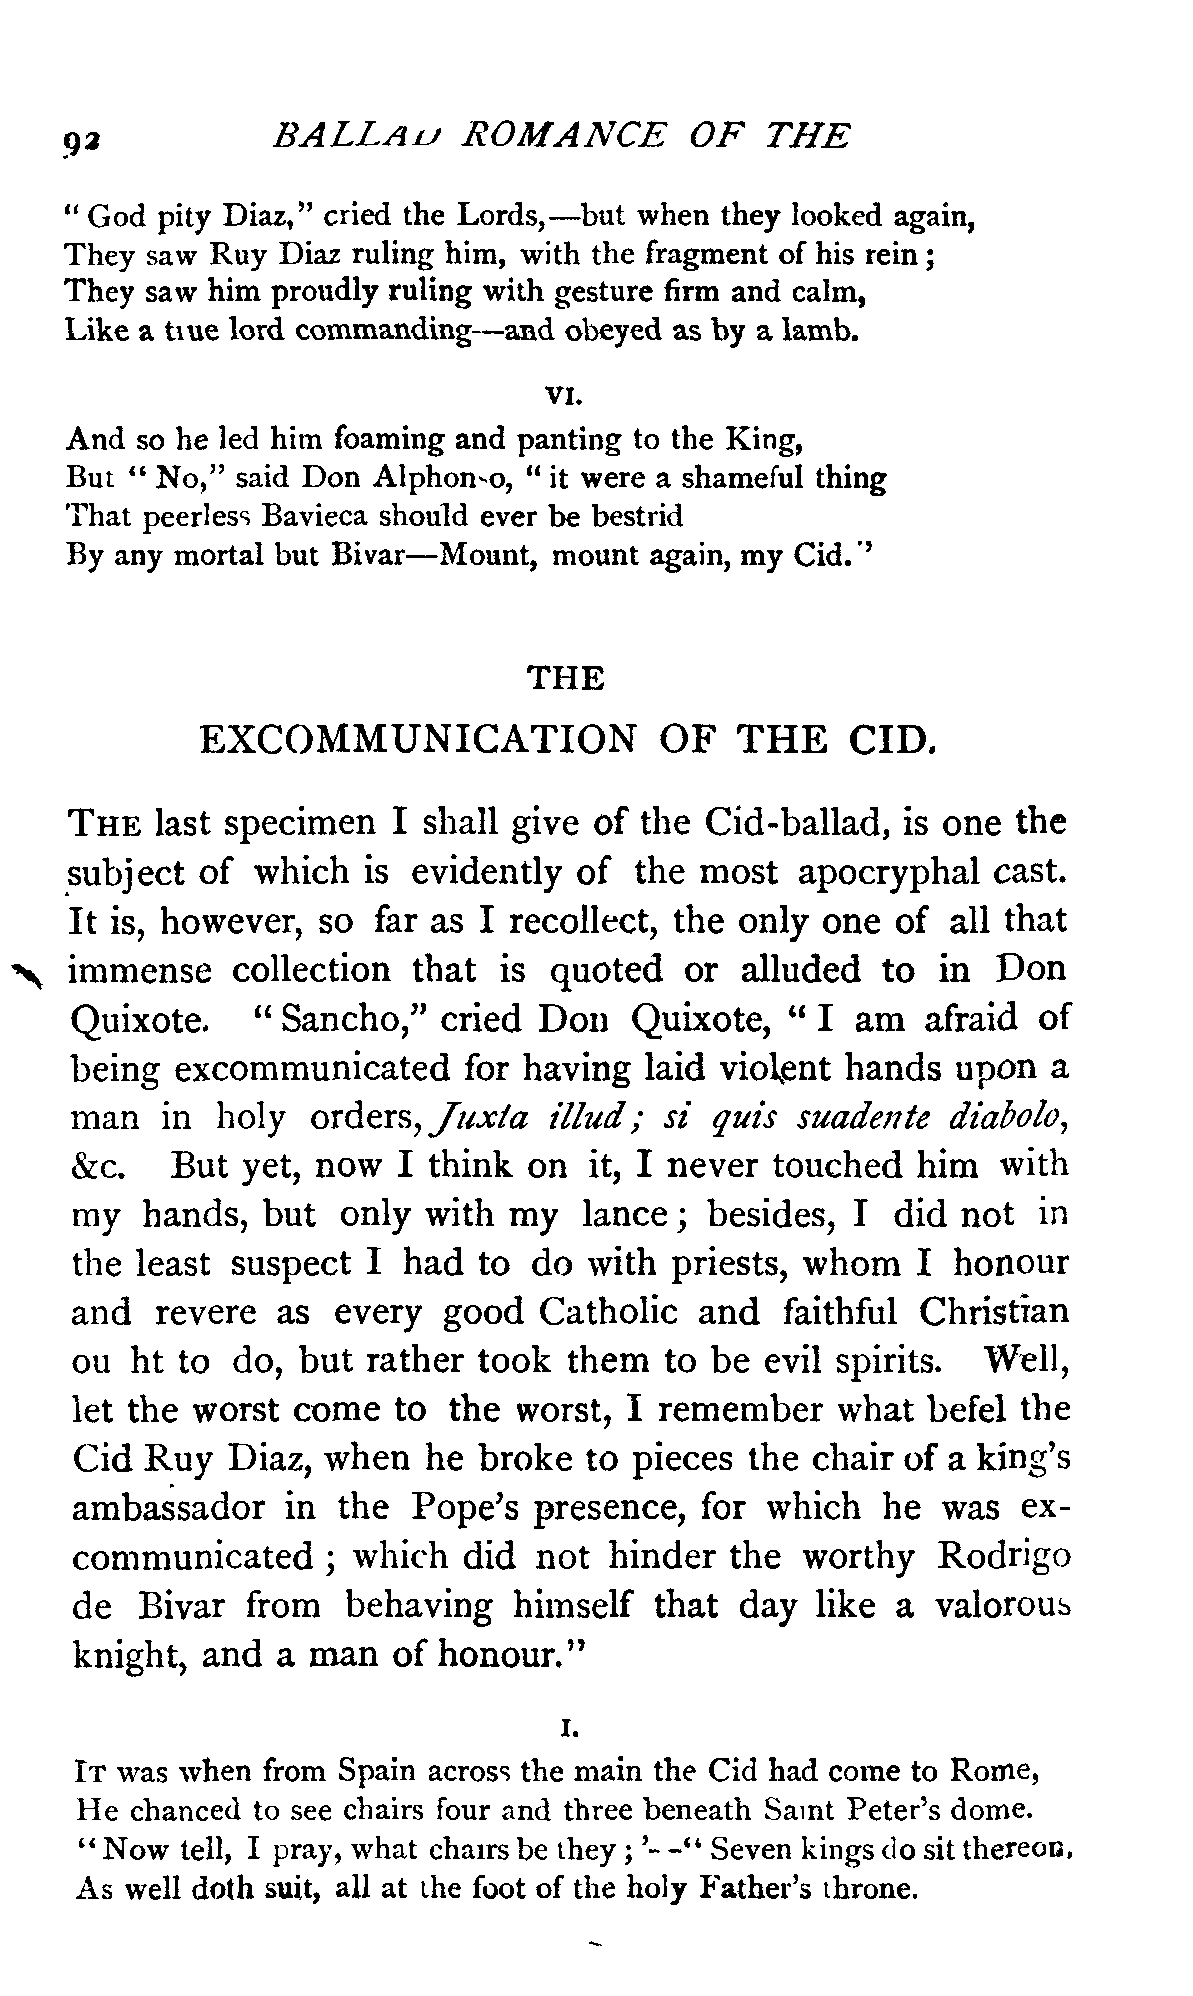 92 BALLAD ROMANCE OF THE
“ God pity Diaz,” cried the Lords,—but when they looked again,
They saw Ruy Diaz ruling him, with the fragment of his rein ;
They saw him proudly ruling with gesture firm and calm,
Like a true lord commanding—and obeyed as by a lamb.
VI.
And so he led him foaming and panting to the King,
But “ No,” said Don Alphonso, “ it were a shameful thing
That peerless Bavieca should ever be bestrid
By any mortal but Bivar—Mount, mount again, my Cid.”
THE
EXCOMMUNICATION OF THE CID.
THE last specimen I shall give of the Cid-ballad, is one the
subject of which is evidently of the most apocryphal cast.
It is, however, so far as I recollect, the only one of all that
immense collection that is quoted or alluded to in Don
Quixote. “ Sancho,” cried Don Quixote, “ I am afraid of
being excommunicated for having laid violent hands upon a
man in holy orders, Juxta illud ; si quis suadente diabolo,
&c. But yet, now I think on it, I never touched him with
my hands, but only with my lance ; besides, I did not in
the least suspect I had to do with priests, whom I honour
and revere as every good Catholic and faithful Christian
ou ht to do, but rather took them to be evil spirits. Well,
let the worst come to the worst, I remember what befel the
Cid Ruy Diaz, when he broke to pieces the chair of a king’s
ambassador in the Pope’s presence, for which he was ex-
communicated ; which did not hinder the worthy Rodrigo
de Bivar from behaving himself that day like a valorous
knight, and a man of honour.”
I.
IT was when from Spain across the main the Cid had come to Rome,
He chanced to see chairs four and three beneath Saint Peter’s dome.
“ Now tell, I pray, what chairs be they ; ’--“ Seven kings do sit thereon,
As well doth suit, all at the foot of the holy Father’s throne.